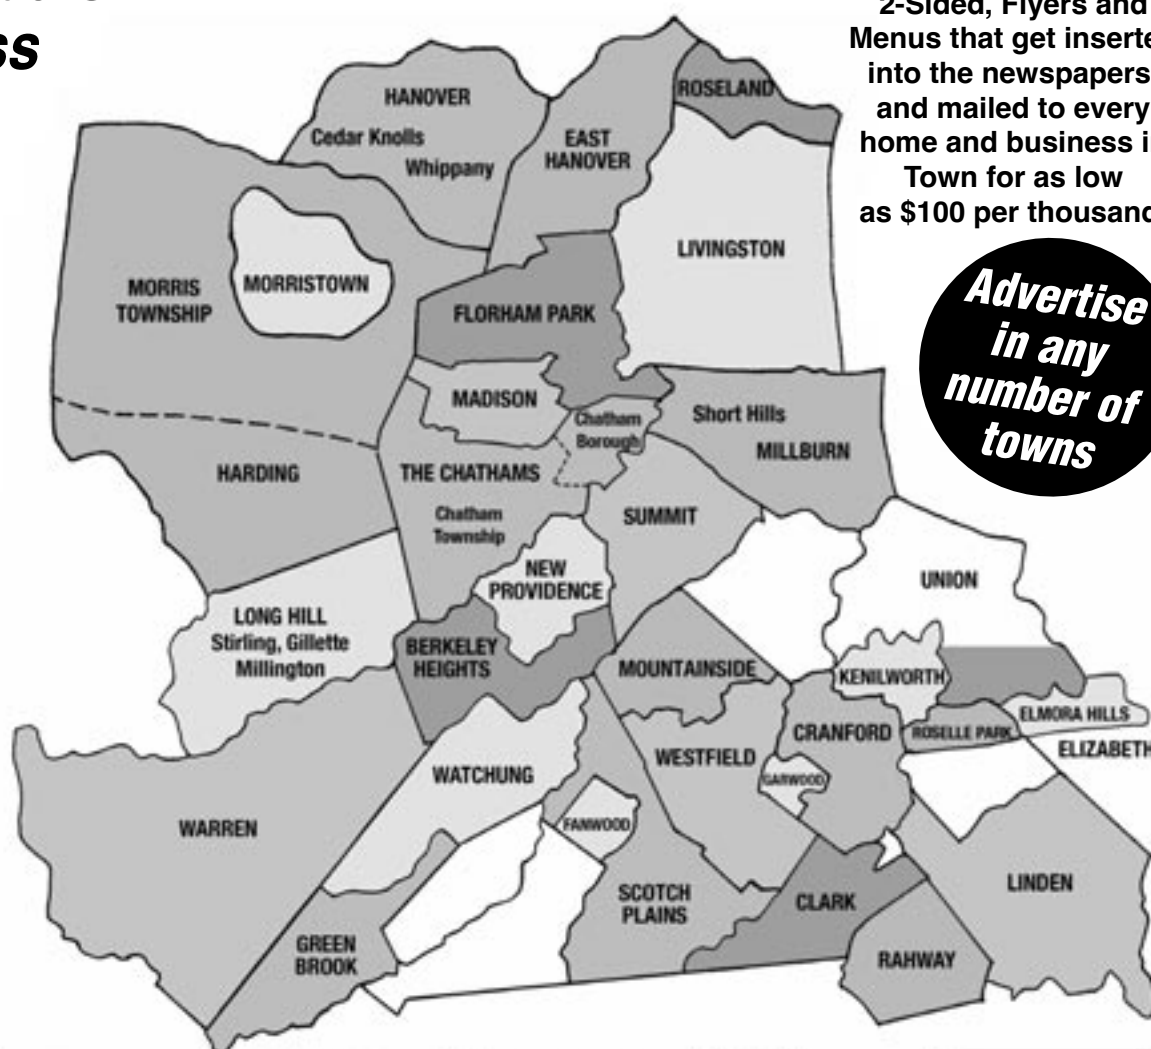 ss
2-Sided, Flyers and
Menus that get inserte
into the newspapers
and mailed to every
home and business i
Town for as low
as $100 per thousand
Advertise
in any
number of
towns
HANOVER
Cedar Knolls
Whippany
EAST
HANOVER
ROSELAND
LIVINGSTON
MORRIS
TOWNSHIP
MORRISTOWN
FLORHAM PARK
MADISON
Chatham
Borough
Short Hills
MILLBURN
HARDING
THE CHATHAMS
Chatham
Township
SUMMIT
NEW
PROVIDENCE
UNION
LONG HILL
Stirling, Gillette
Millington
BERKELEY
HEIGHTS
MOUNTAINSIDE
KENILWORTH
ELMORA HILLS
ROSELLE PARK
CRANFORD
ELIZABETH
WESTFIELD
GARWOOD
WATCHUNG
WARREN
FANWOOD
SCOTCH
PLAINS
CLARK
LINDEN
GREEN
BROOK
RAHWAY